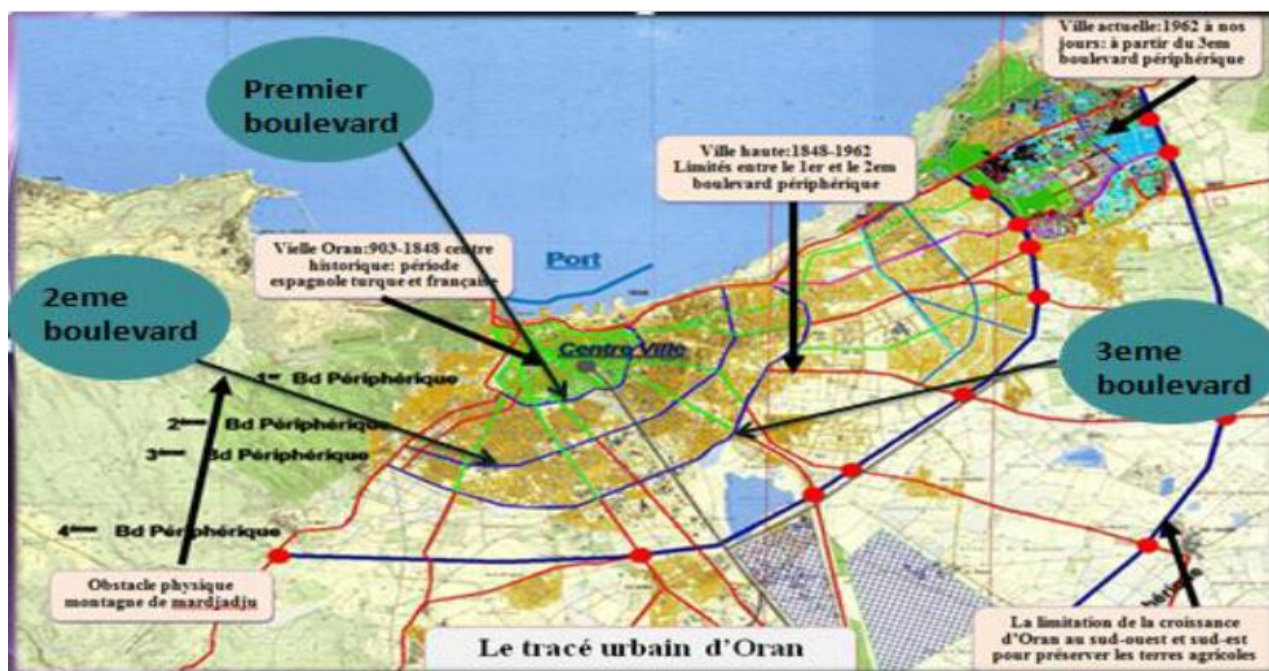 Ville actuelle:1962 à nos
jours: à partir du 3em
boulevard périphérique
Premier
boulevard
Ville haute:1848-1962
Limités entre le 1er et le 2em
boulevard périphérique
Vielle Oran:903-1848 centre
historique: période
espagnole turque et française
Port
2eme
boulevard
Centre Ville
3eme
boulevard
1er Bd Périphérique
2ème Bd Périphérique
3ème Bd Périphérique
4ème Bd Périphérique
Obstacle physique
montagne de mardjadju
La limitation de la croissance
d'Oran au sud-ouest et sud-est
pour préserver les terres agricoles
Le tracé urbain d'Oran